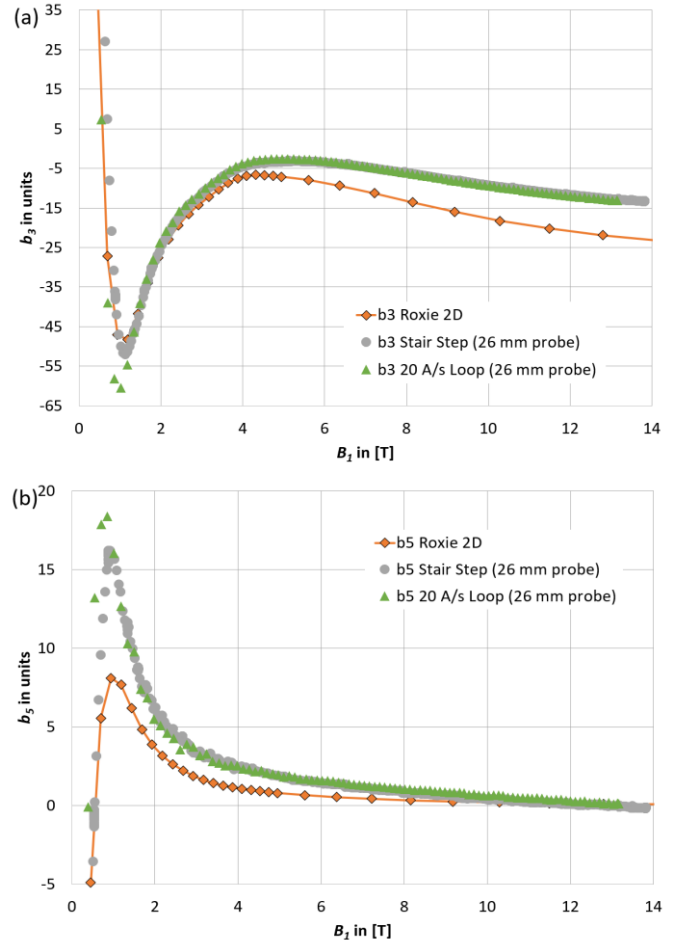 (a)
35
25
15
5
-5
-15
-25
-35
-45
-55
-65
b3 in units
b3 Roxie 2D
b3 Stair Step (26 mm probe)
b3 20 A/s Loop (26 mm probe)
0 2 4 6 8 10 12 14
B1 in [T]
(b)
20
15
10
5
0
-5
b5 in units
b5 Roxie 2D
b5 Stair Step (26 mm probe)
b5 20 A/s Loop (26 mm probe)
0 2 4 6 8 10 12 14
B1 in [T]